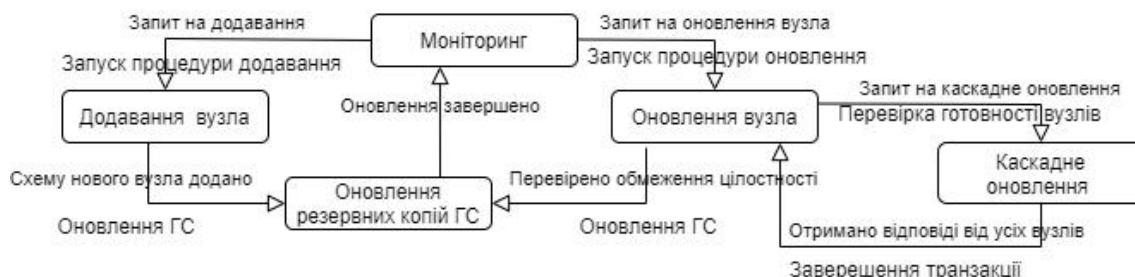 Запит на додавання
Моніторинг
Запит на оновлення вузла
Запуск процедури додавання
Запуск процедури оновлення
Додавання вузла
Оновлення завершено
Оновлення вузла
Запит на каскадне оновлення
Перевірка готовності вузлів
Схему нового вузла додано
Оновлення
резервних копій ГС
Перевірено обмеження цілостності
Каскадне
оновлення
Оновлення ГС
Оновлення ГС
Отримано відповіді від усіх вузлів
Заверешення транзакції